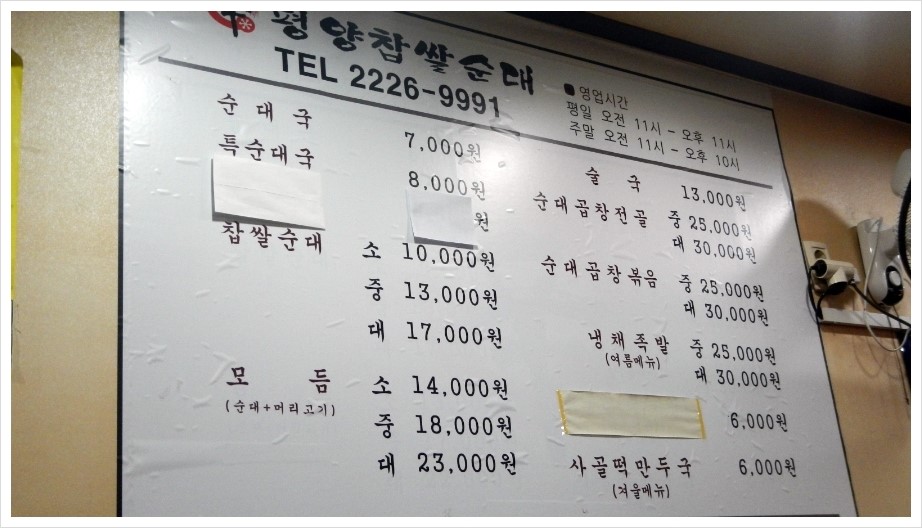 평양찹쌀순대
TEL 2226-9991
■ 영업시간
평일 오전 11시 - 오후 11시
주말 오전 11시 - 오후 10시
순대국 7,000원
특순대국 8,000원
원
찹쌀순대 소 10,000원
중 13,000원
대 17,000원
모듬 소 14,000원
(순대+머리고기)
중 18,000원
대 23,000원
술국 13,000원
순대곱창전골 중 25,000원
대 30,000원
순대곱창볶음 중 25,000원
대 30,000원
냉채족발 중 25,000원
(여름메뉴)
대 30,000원
6,000원
사골떡만두국 6,000원
(겨울메뉴)